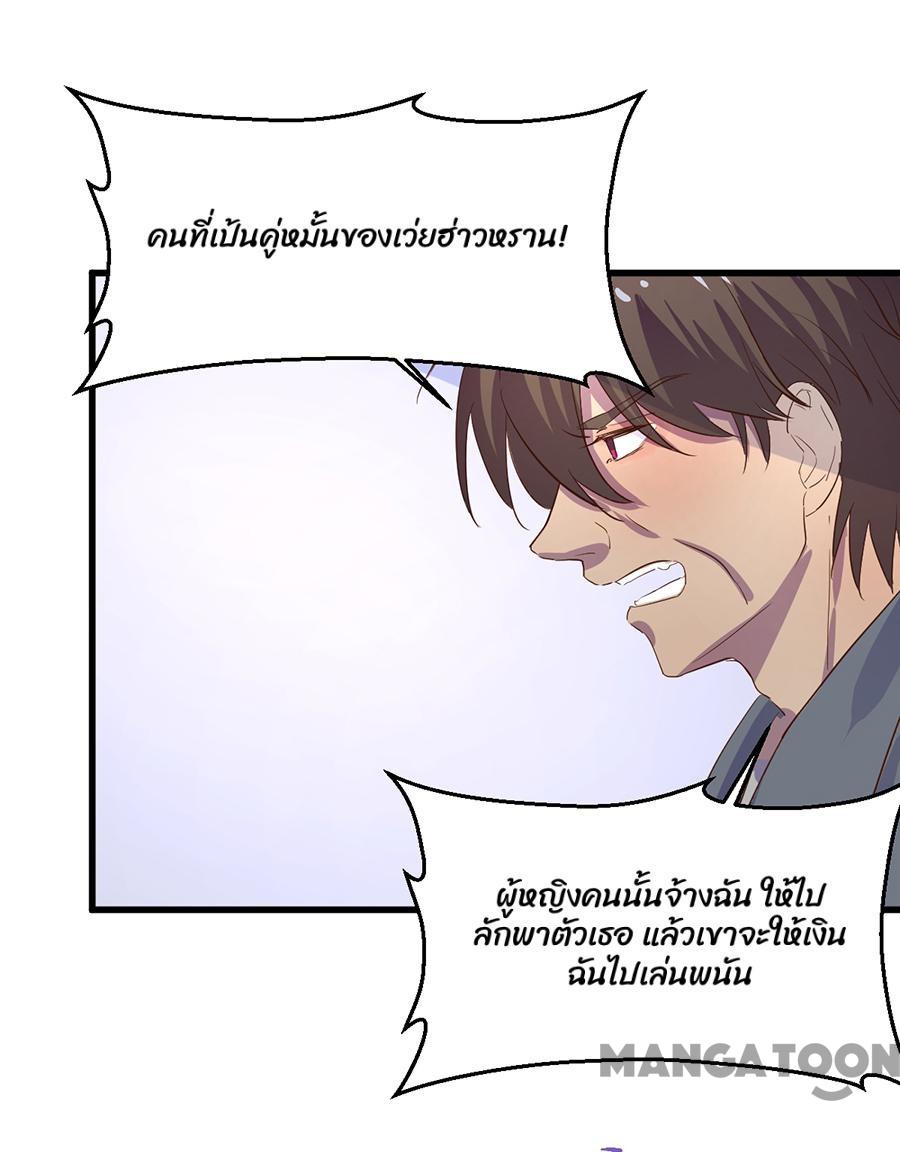 คนที่เป็นคู่หมั้นของเว่ยฮ่าวหราน!
ผู้หญิงคนนั้นจ้างฉัน ให้ไป
ลักพาตัวเธอ แล้วเขาจะให้เงิน
ฉันไปเล่นพนัน
MANGATOON